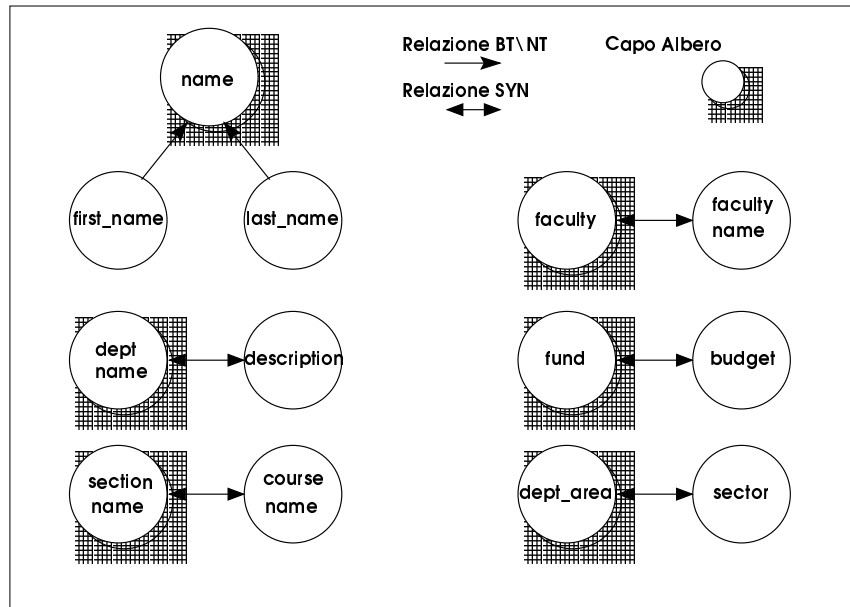 name
Relazione BT\NT
Capo Albero
Relazione SYN
first_name
last_name
faculty
faculty
name
dept
name
description
fund
budget
section
name
course
name
dept_area
sector